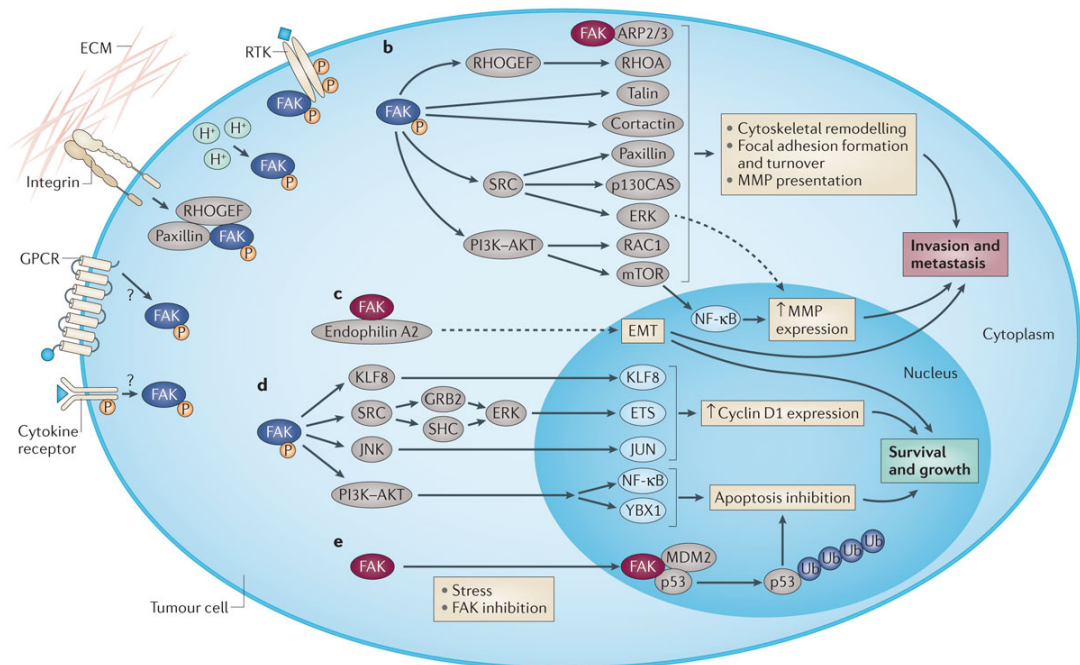 ECM
RTK
P
P
FAK
P
H+
H+
H+
FAK
P
Integrin
RHOGEF
Paxillin
FAK
P
GPCR
?
FAK
P
?
FAK
P
P
Cytokine
receptor
Tumour cell
b
FAK
ARP2/3
RHOGEF
RHOA
Talin
FAK
P
Cortactin
Paxillin
SRC
p130CAS
ERK
PI3K–AKT
RAC1
mTOR
• Cytoskeletal remodelling
• Focal adhesion formation
and turnover
• MMP presentation
Invasion and
metastasis
NF-κB
↑MMP
expression
Cytoplasm
Nucleus
c
FAK
Endophilin A2
EMT
d
KLF8
KLF8
FAK
P
SRC
GRB2
SHC
ERK
ETS
JNK
JUN
↑Cyclin D1 expression
Survival
and growth
PI3K–AKT
NF-κB
YBX1
Apoptosis inhibition
e
FAK
• Stress
• FAK inhibition
FAK
MDM2
p53
p53
Ub
Ub
Ub
Ub